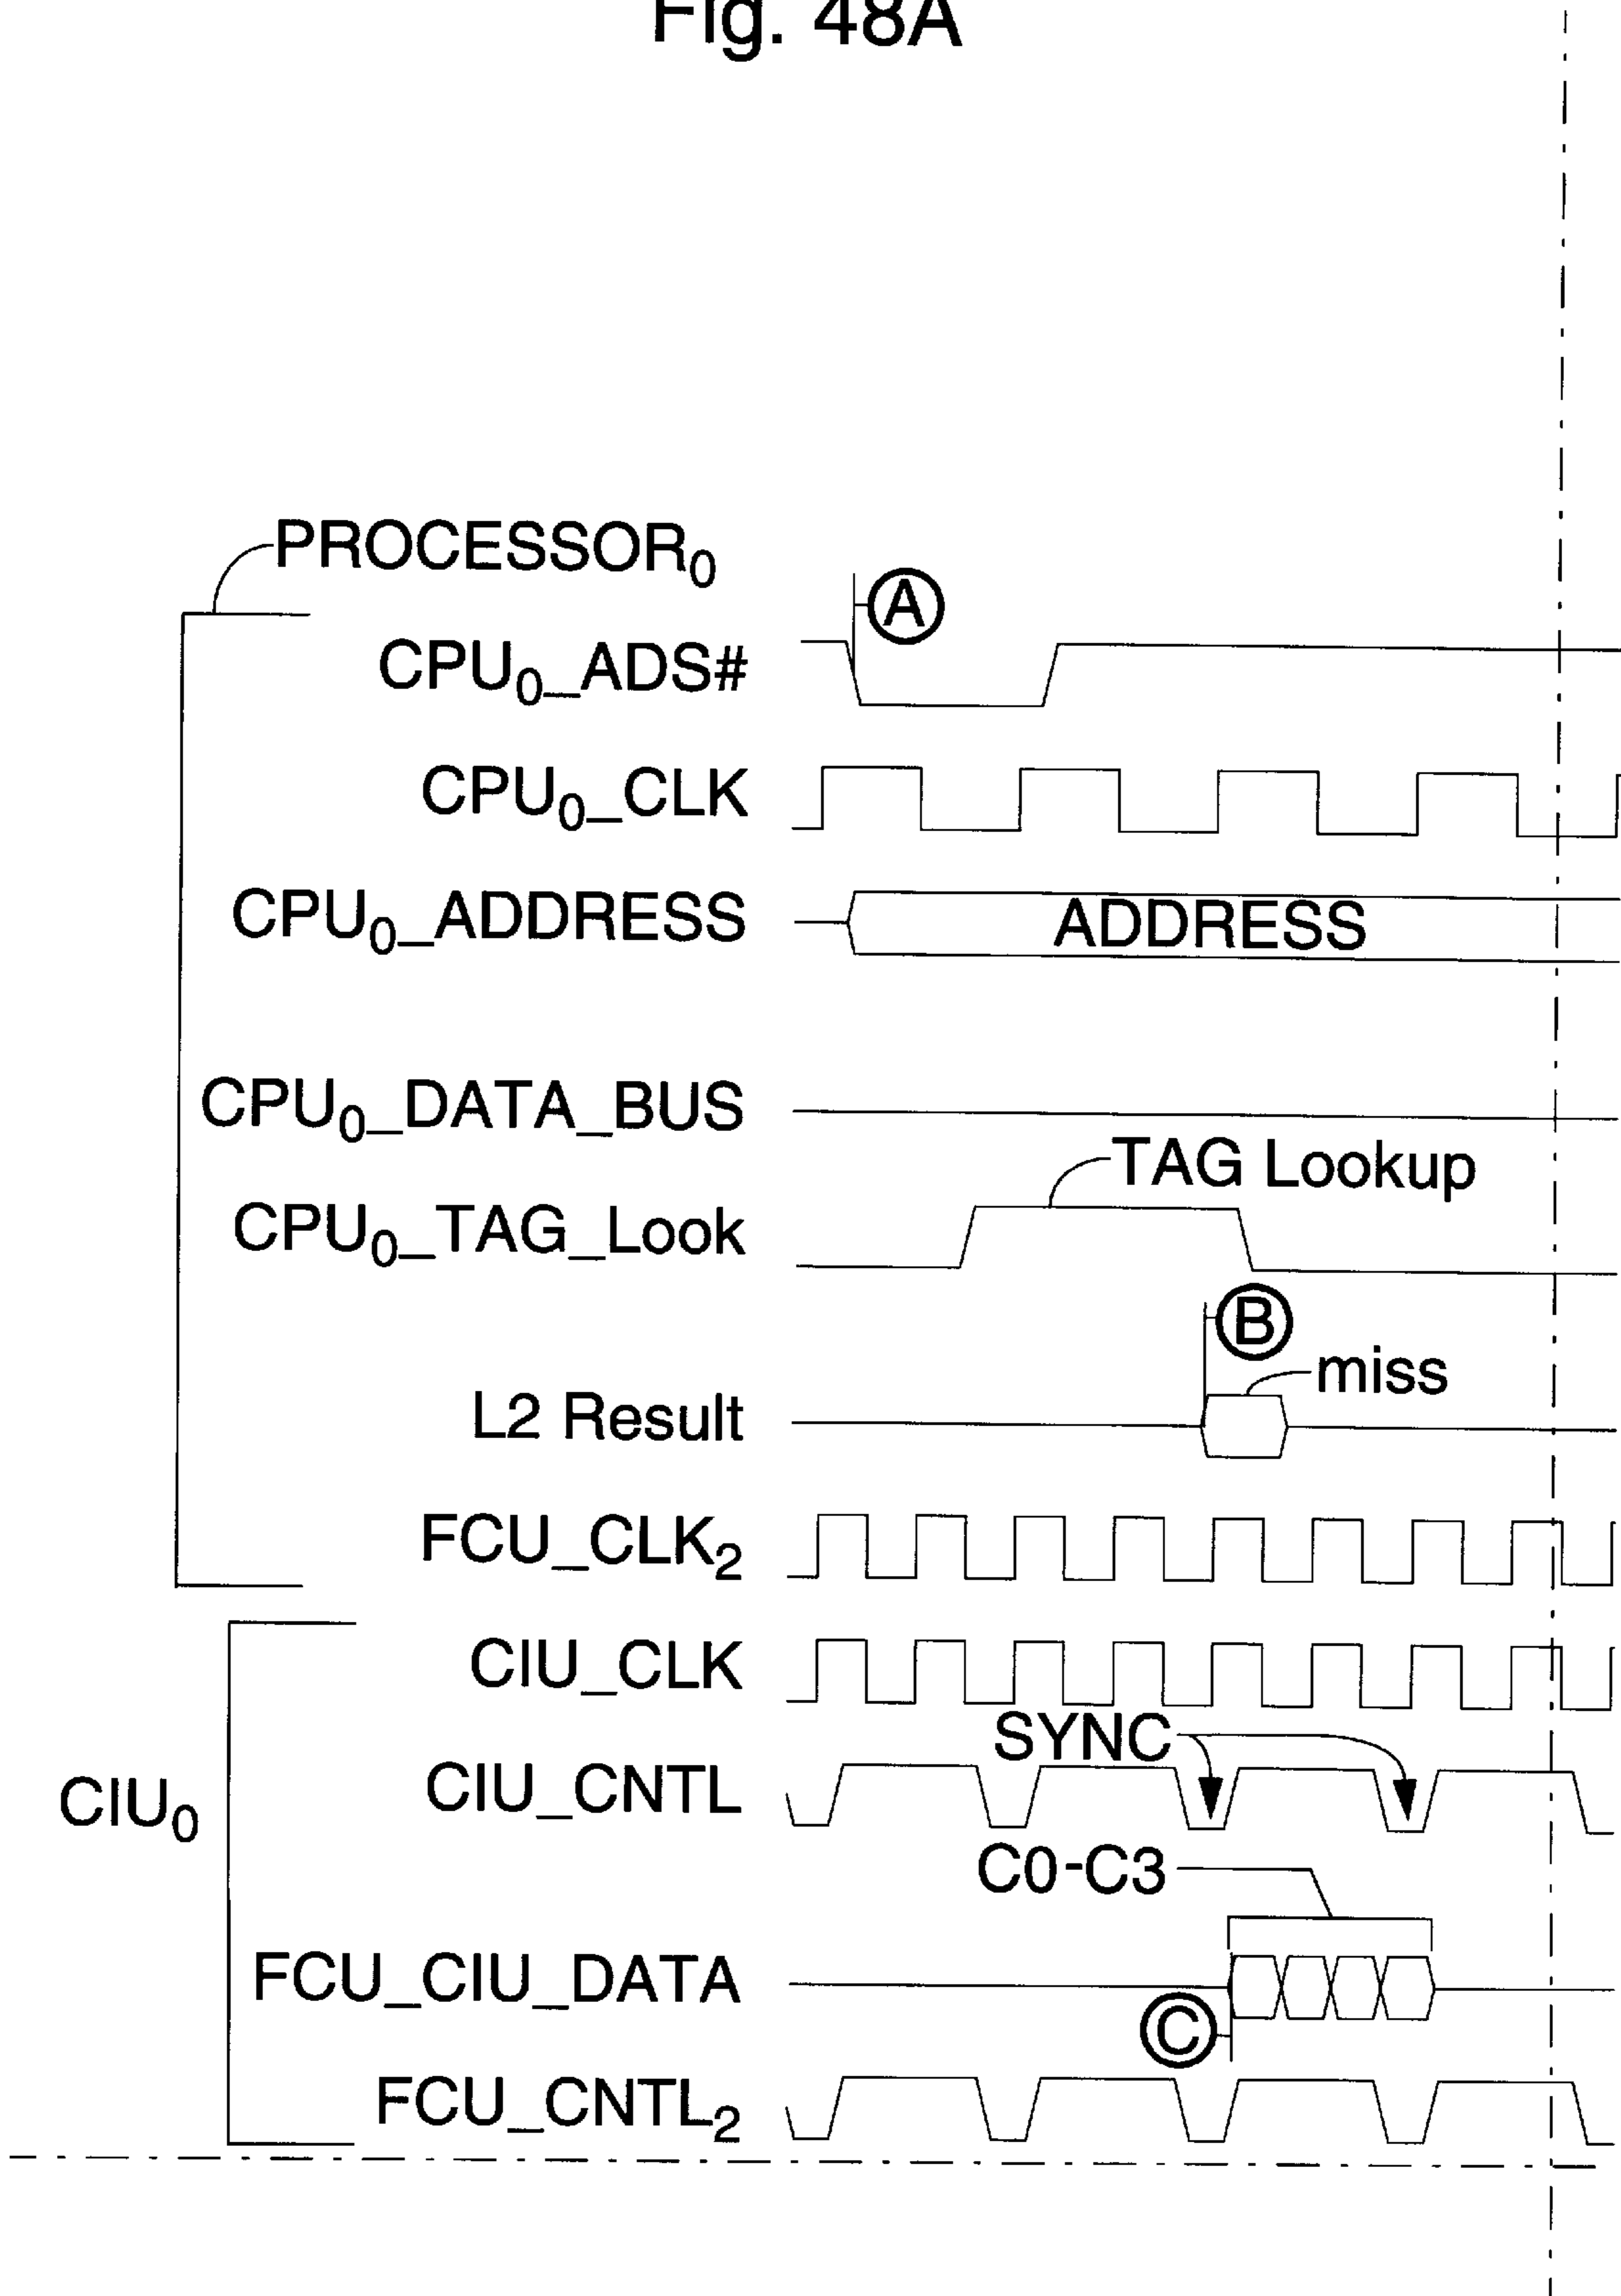 Fig. 48A
PROCESSOR₀
A
CPU₀_ADS#
CPU₀_CLK
CPU₀_ADDRESS
ADDRESS
CPU₀_DATA_BUS
TAG Lookup
CPU₀_TAG_Look
B
miss
L2 Result
FCU_CLK₂
CIU_CLK
SYNC
CIU_CNTL
CIU₀
C0-C3
FCU_CIU_DATA
C
FCU_CNTL₂